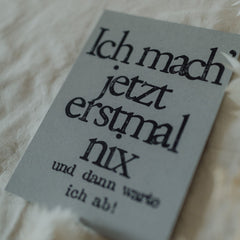 Ich mach'
jetzt
erstmal
nix
und dann warte
ich ab!